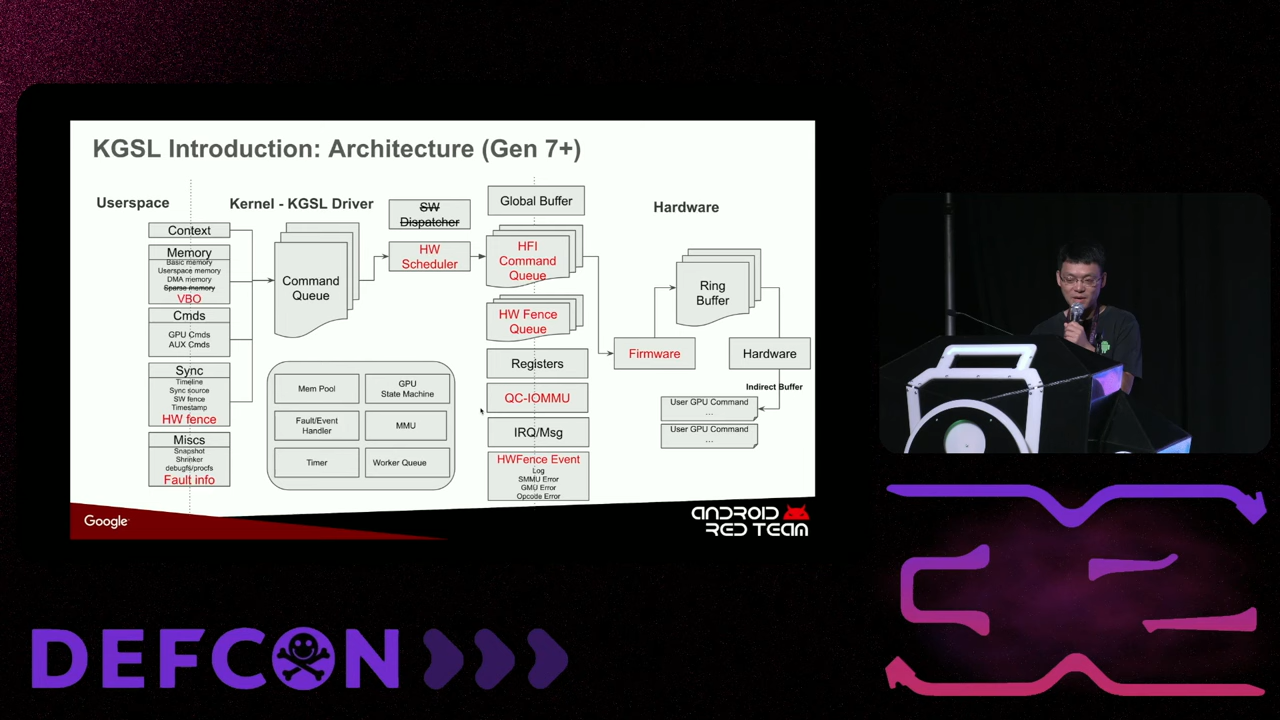 KGSL Introduction: Architecture (Gen 7+)
Userspace
Kernel - KGSL Driver
Hardware
Context
Memory
Basic memory
Userspace memory
DMA memory
Sparse memory
VBO
Cmds
GPU Cmds
AUX Cmds
Sync
Timeline
Sync source
SW fence
Timestamp
HW fence
Miscs
Snapshot
Shrinker
debugfs/procfs
Fault info
Command
Queue
SW
Dispatcher
HW
Scheduler
Mem Pool
GPU
State Machine
Fault/Event
Handler
MMU
Timer
Worker Queue
Global Buffer
HFI
Command
Queue
HW Fence
Queue
Registers
QC-IOMMU
IRQ/Msg
HWFence Event
Log
SMMU Error
GMU Error
Opcode Error
Ring
Buffer
Firmware
Hardware
Indirect Buffer
User GPU Command
...
User GPU Command
...
Google
ANDROID
RED TEAM
DEFCON